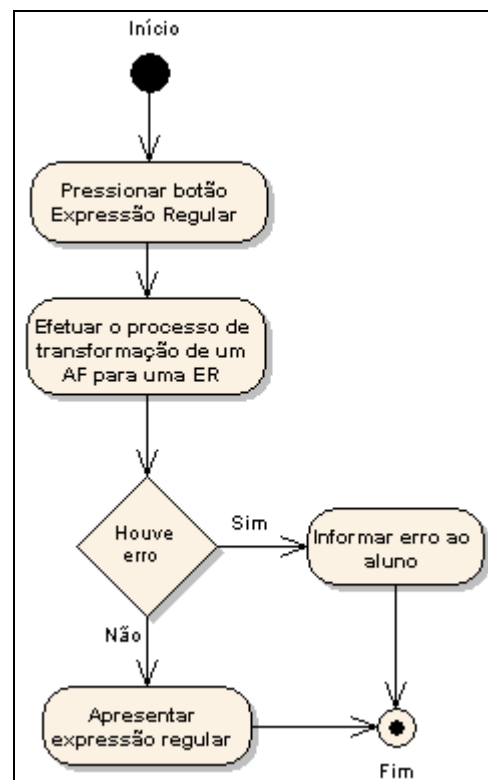 Início
Pressionar botão
Expressão Regular
Efetuar o processo de
transformação de um
AF para uma ER
Houve
erro
Sim
Informar erro ao
aluno
Não
Apresentar
expressão regular
Fim